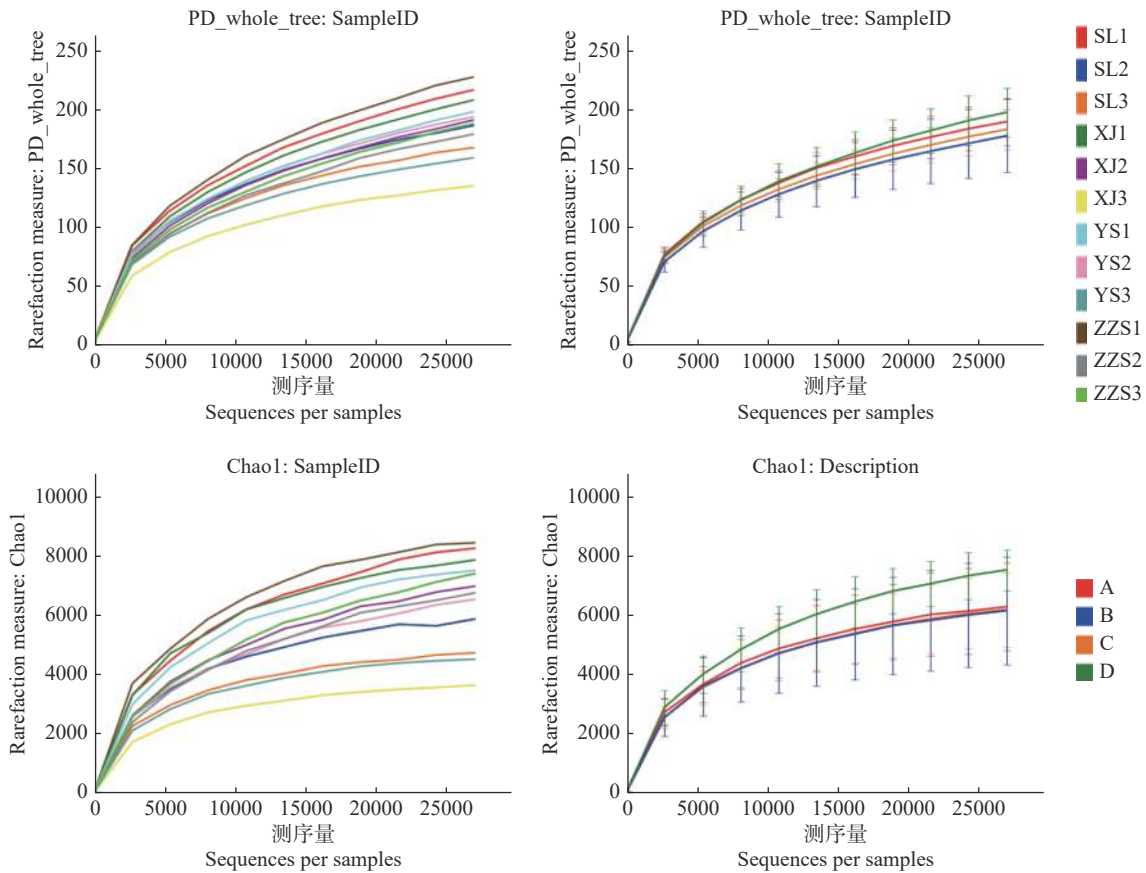 PD_whole_tree: SampleID
Rarefaction measure: PD_whole_tree
250
200
150
100
50
0
0 5000 10000 15000 20000 25000
测序量
Sequences per samples
PD_whole_tree: SampleID
Rarefaction measure: PD_whole_tree
250
200
150
100
50
0
0 5000 10000 15000 20000 25000
测序量
Sequences per samples
SL1
SL2
SL3
XJ1
XJ2
XJ3
YS1
YS2
YS3
ZZS1
ZZS2
ZZS3
Chao1: SampleID
Rarefaction measure: Chao1
10000
8000
6000
4000
2000
0
0 5000 10000 15000 20000 25000
测序量
Sequences per samples
Chao1: Description
Rarefaction measure: Chao1
10000
8000
6000
4000
2000
0
0 5000 10000 15000 20000 25000
测序量
Sequences per samples
A
B
C
D